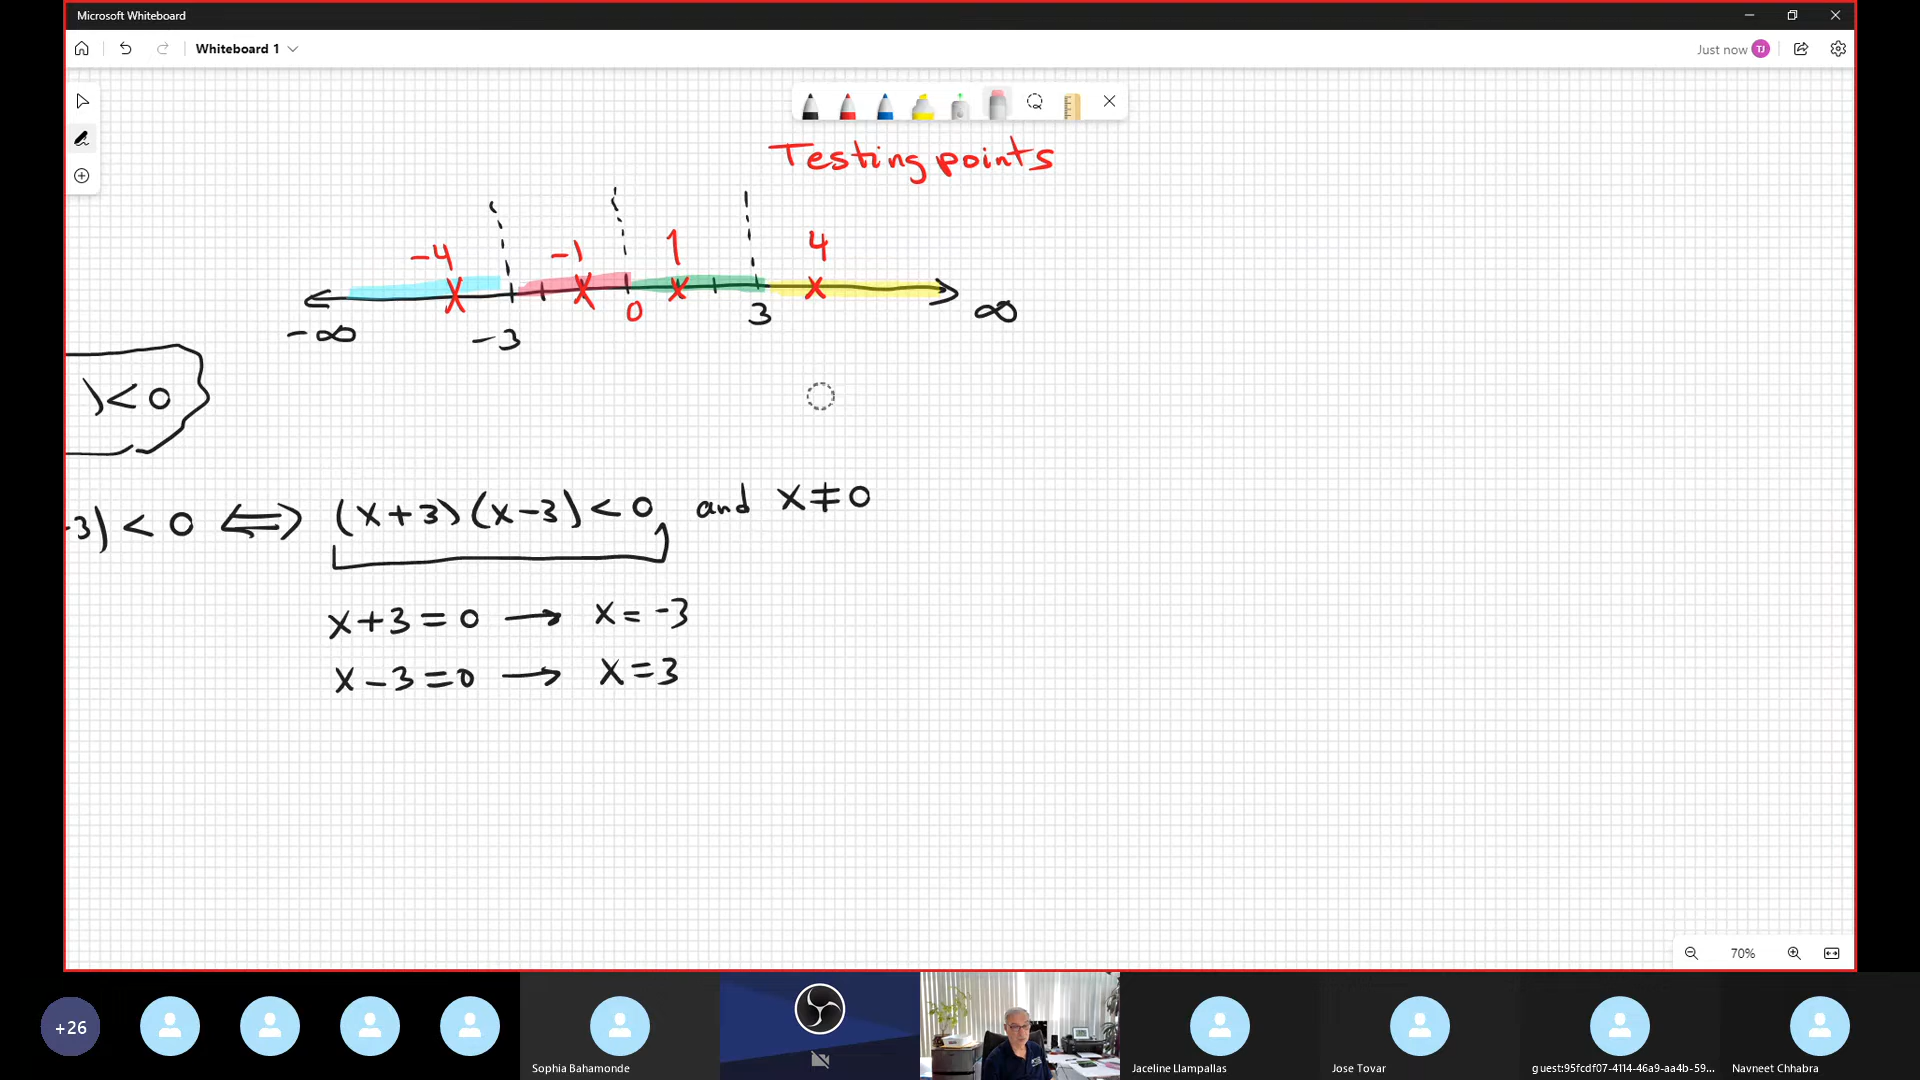 Microsoft Whiteboard
Whiteboard 1
Just now TJ
Testing points
-4 -1 1 4
0 3
-∞ -3 ∞
) < 0
-3) < 0 ⟺ (x+3)(x-3) < 0 and x ≠ 0
x+3 = 0 → x = -3
x-3 = 0 → x = 3
70%
+26
Sophia Bahamonde
Jaceline Llampallas
Jose Tovar
guest:95fcdf07-4114-46a9-aa4b-59...
Navneet Chhabra